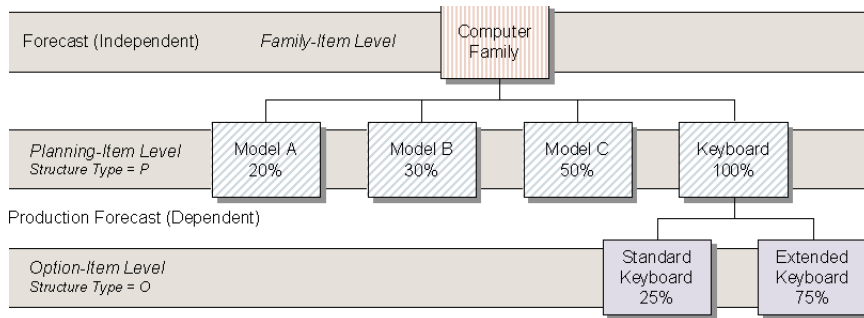 Forecast (Independent) Family-Item Level Computer
Family
Planning-Item Level
Structure Type = P
Model A
20%
Model B
30%
Model C
50%
Keyboard
100%
Production Forecast (Dependent)
Option-Item Level
Structure Type = O
Standard
Keyboard
25%
Extended
Keyboard
75%